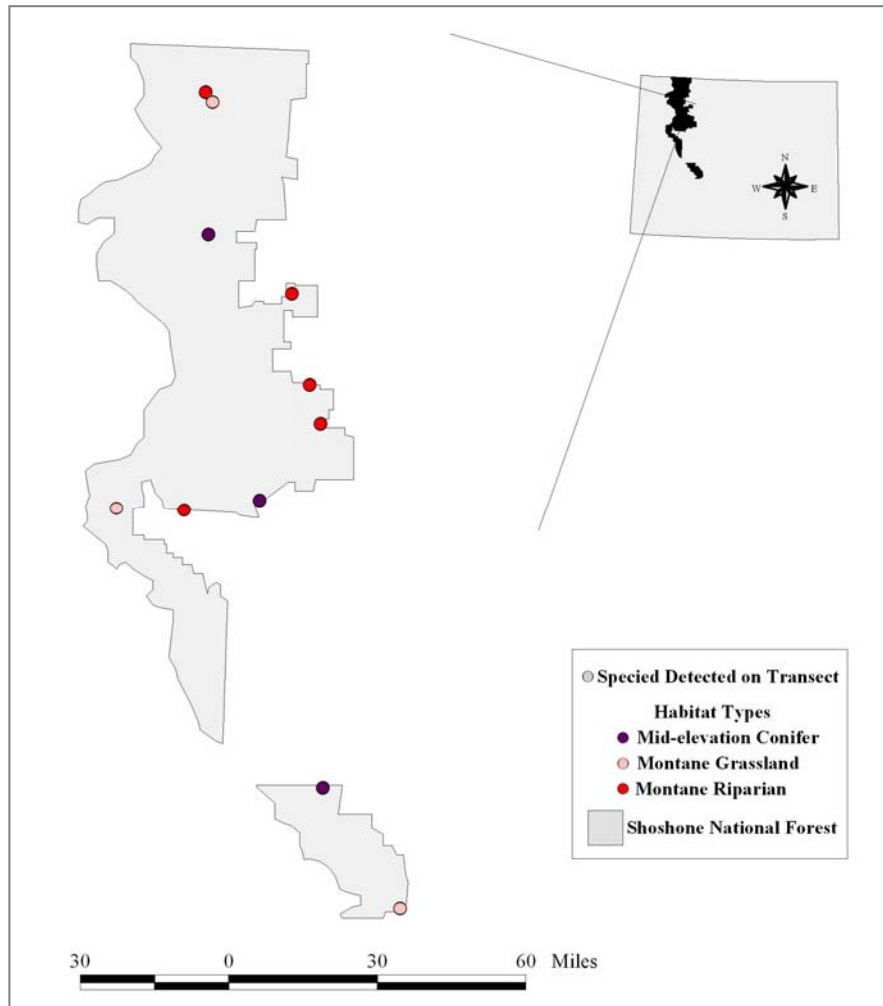 N
W E
S
Specied Detected on Transect
Habitat Types
Mid-elevation Conifer
Montane Grassland
Montane Riparian
Shoshone National Forest
30 0 30 60 Miles